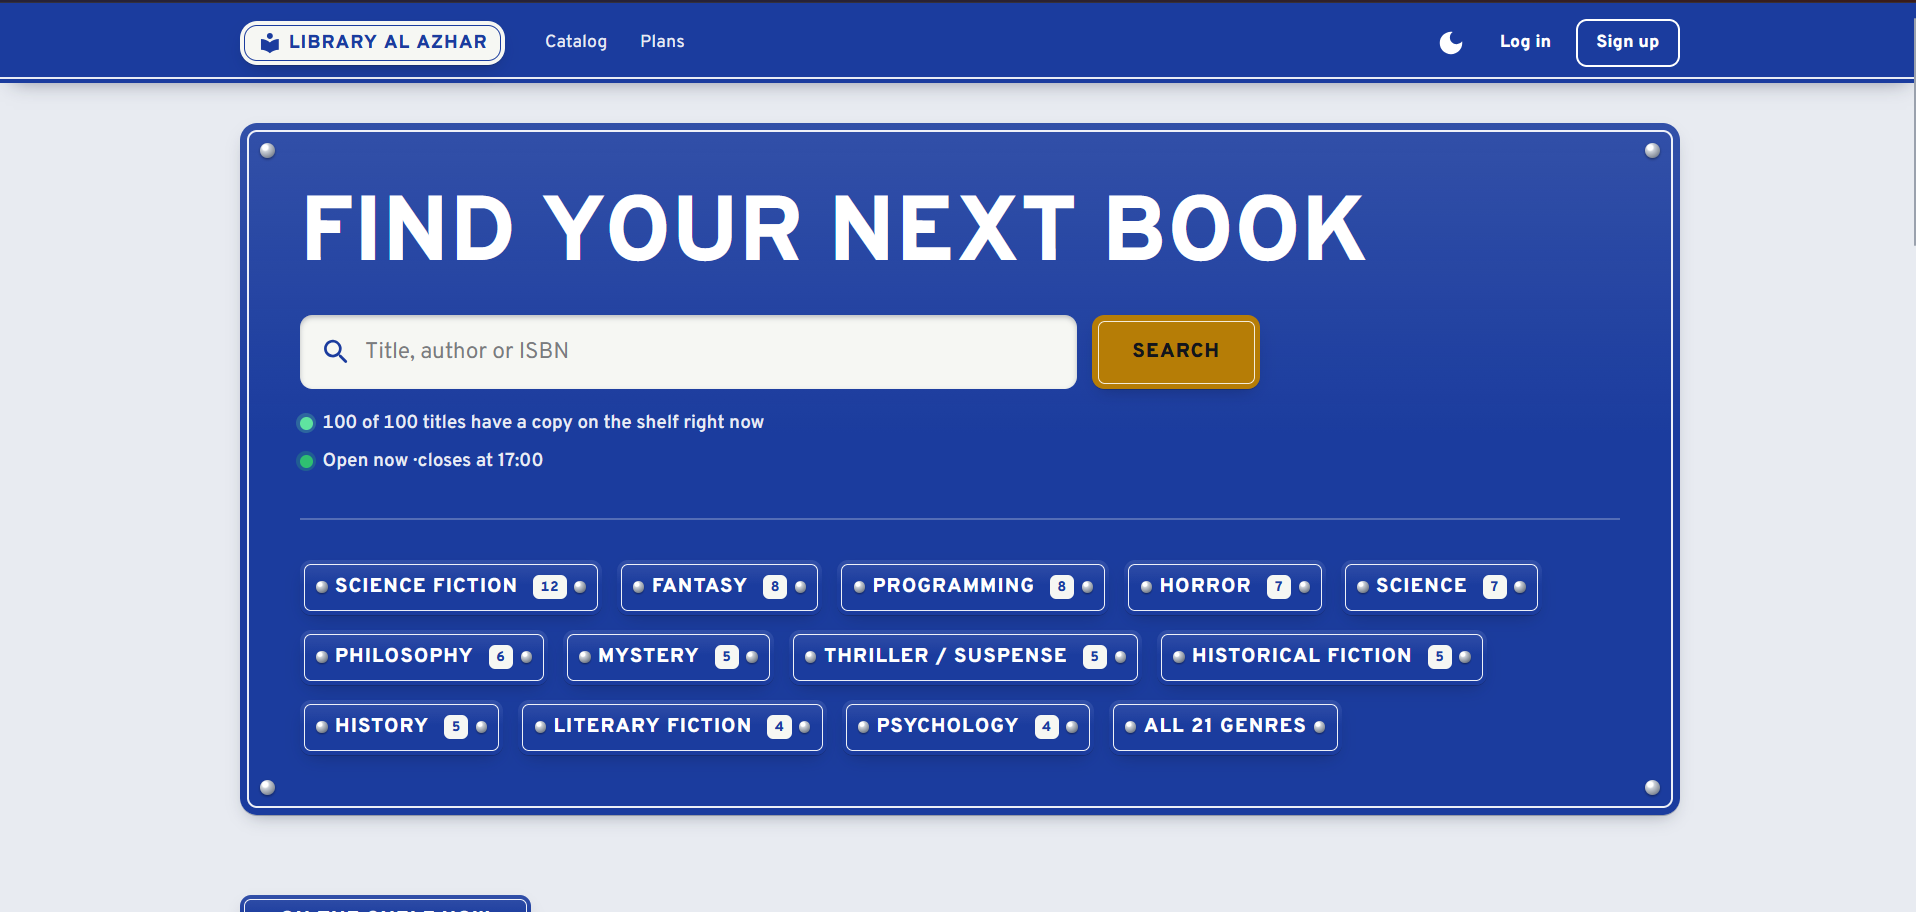 LIBRARY AL AZHAR Catalog Plans Log in Sign up
FIND YOUR NEXT BOOK
Title, author or ISBN SEARCH
100 of 100 titles have a copy on the shelf right now
Open now ·closes at 17:00
SCIENCE FICTION 12 FANTASY 8 PROGRAMMING 8 HORROR 7 SCIENCE 7
PHILOSOPHY 6 MYSTERY 5 THRILLER / SUSPENSE 5 HISTORICAL FICTION 5
HISTORY 5 LITERARY FICTION 4 PSYCHOLOGY 4 ALL 21 GENRES